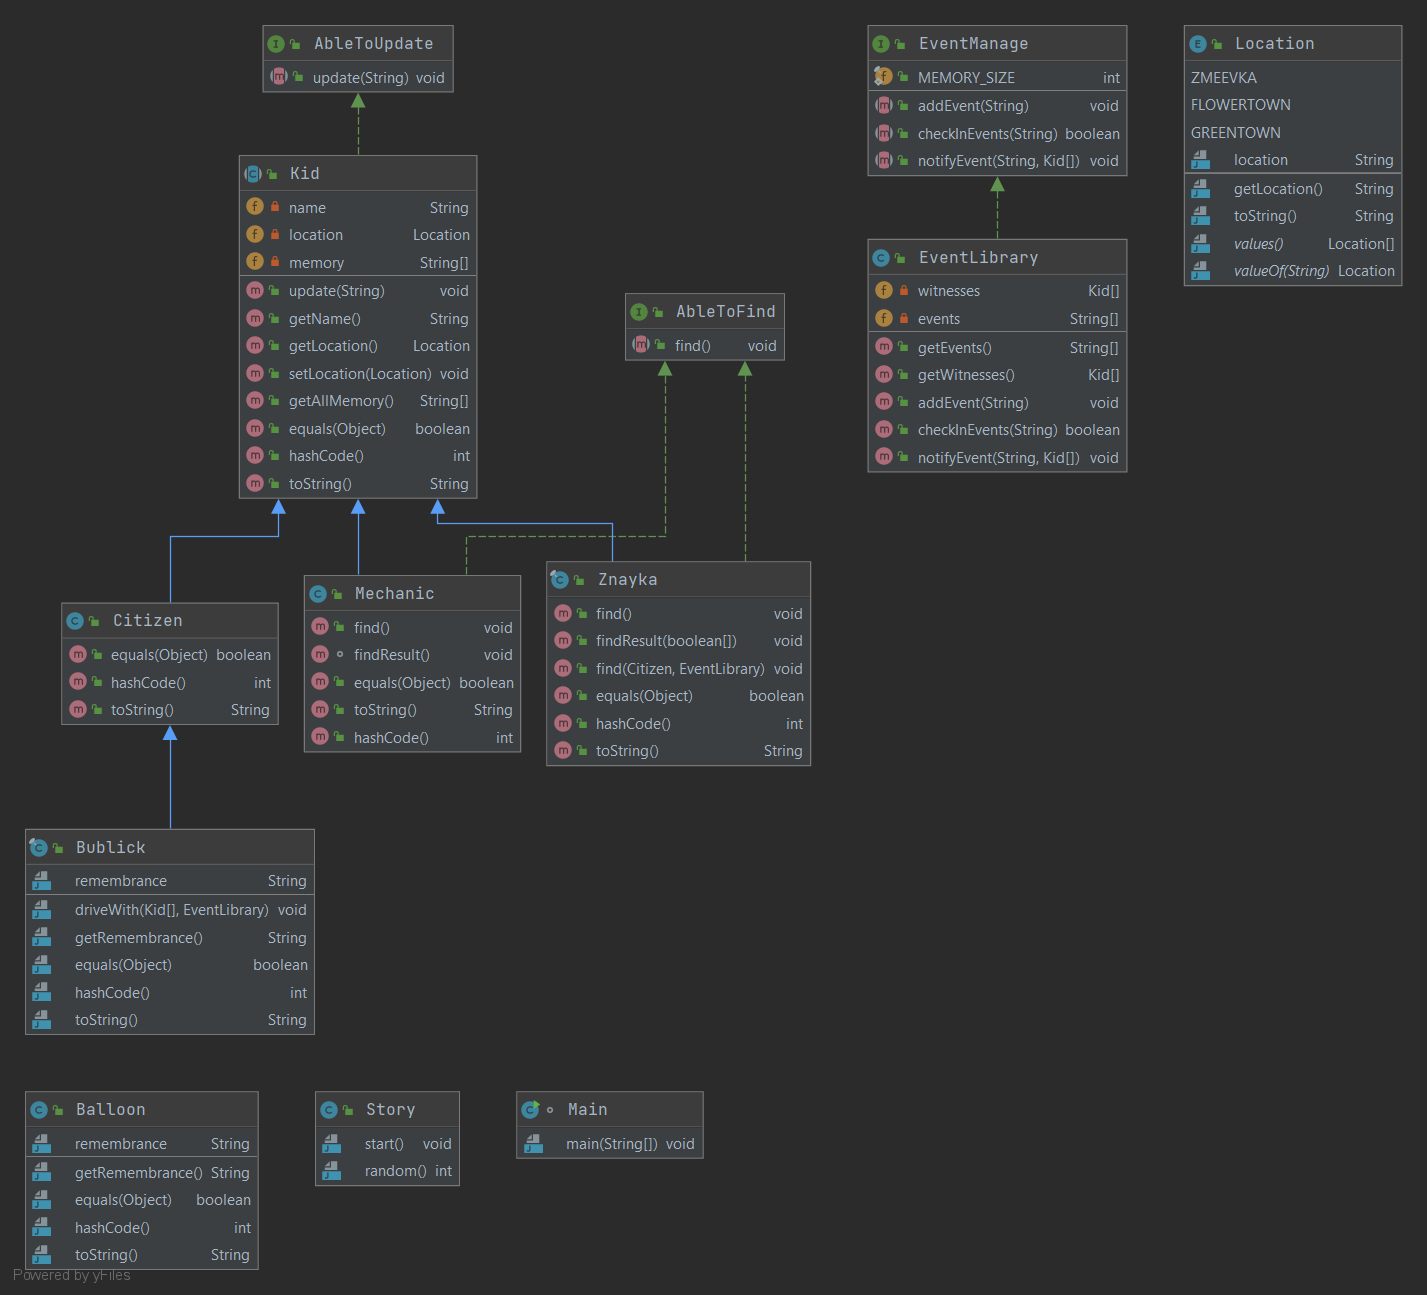 AbleToUpdate
update(String) void
EventManage
MEMORY_SIZE int
addEvent(String) void
checkInEvents(String) boolean
notifyEvent(String, Kid[]) void
Location
ZMEEVKA
FLOWERTOWN
GREENTOWN
location String
getLocation() String
toString() String
values() Location[]
valueOf(String) Location
Kid
name String
location Location
memory String[]
update(String) void
getName() String
getLocation() Location
setLocation(Location) void
getAllMemory() String[]
equals(Object) boolean
hashCode() int
toString() String
AbleToFind
find() void
EventLibrary
witnesses Kid[]
events String[]
getEvents() String[]
getWitnesses() Kid[]
addEvent(String) void
checkInEvents(String) boolean
notifyEvent(String, Kid[]) void
Citizen
equals(Object) boolean
hashCode() int
toString() String
Mechanic
find() void
findResult() void
equals(Object) boolean
toString() String
hashCode() int
Znayka
find() void
findResult(boolean[]) void
find(Citizen, EventLibrary) void
equals(Object) boolean
hashCode() int
toString() String
Bublick
remembrance String
driveWith(Kid[], EventLibrary) void
getRemembrance() String
equals(Object) boolean
hashCode() int
toString() String
Balloon
remembrance String
getRemembrance() String
equals(Object) boolean
hashCode() int
toString() String
Story
start() void
random() int
Main
main(String[]) void
Powered by yFiles